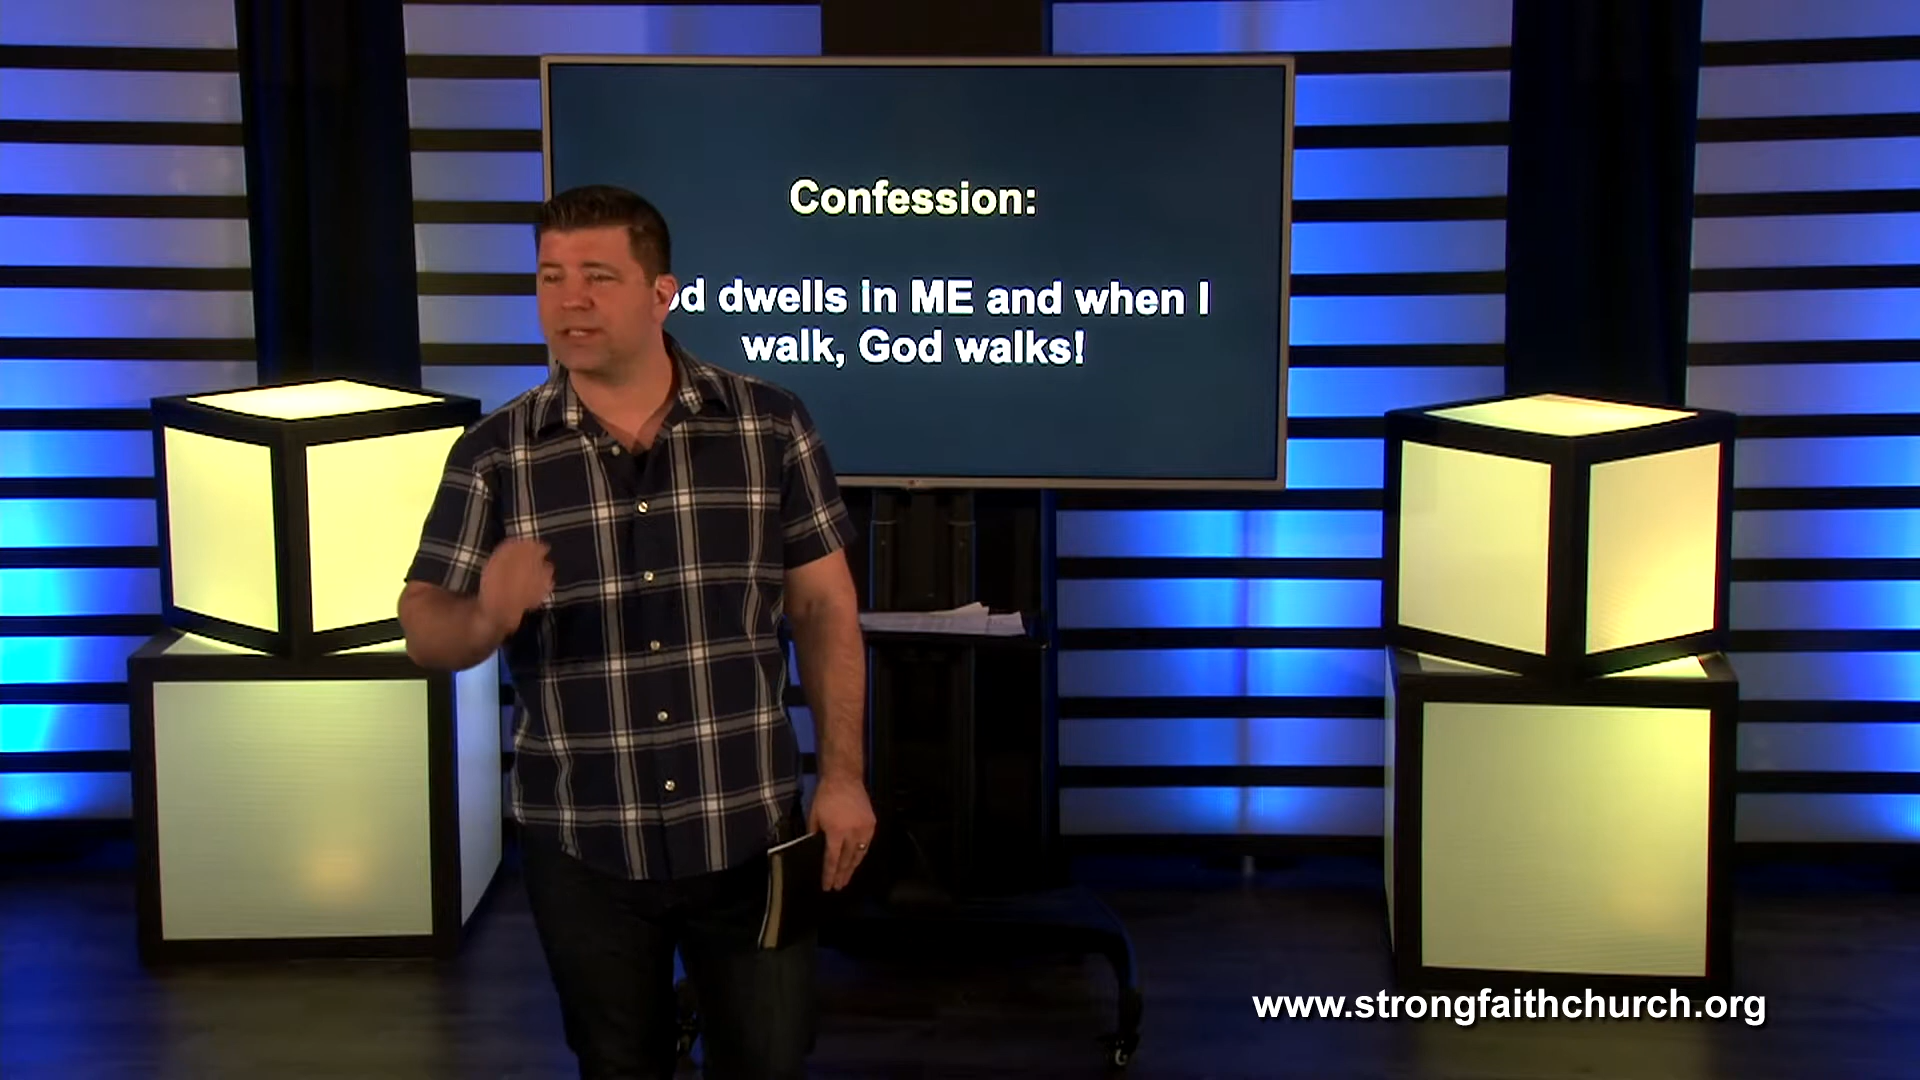 Confession:
dwells in ME and when I
walk, God walks!
www.strongfaithchurch.org